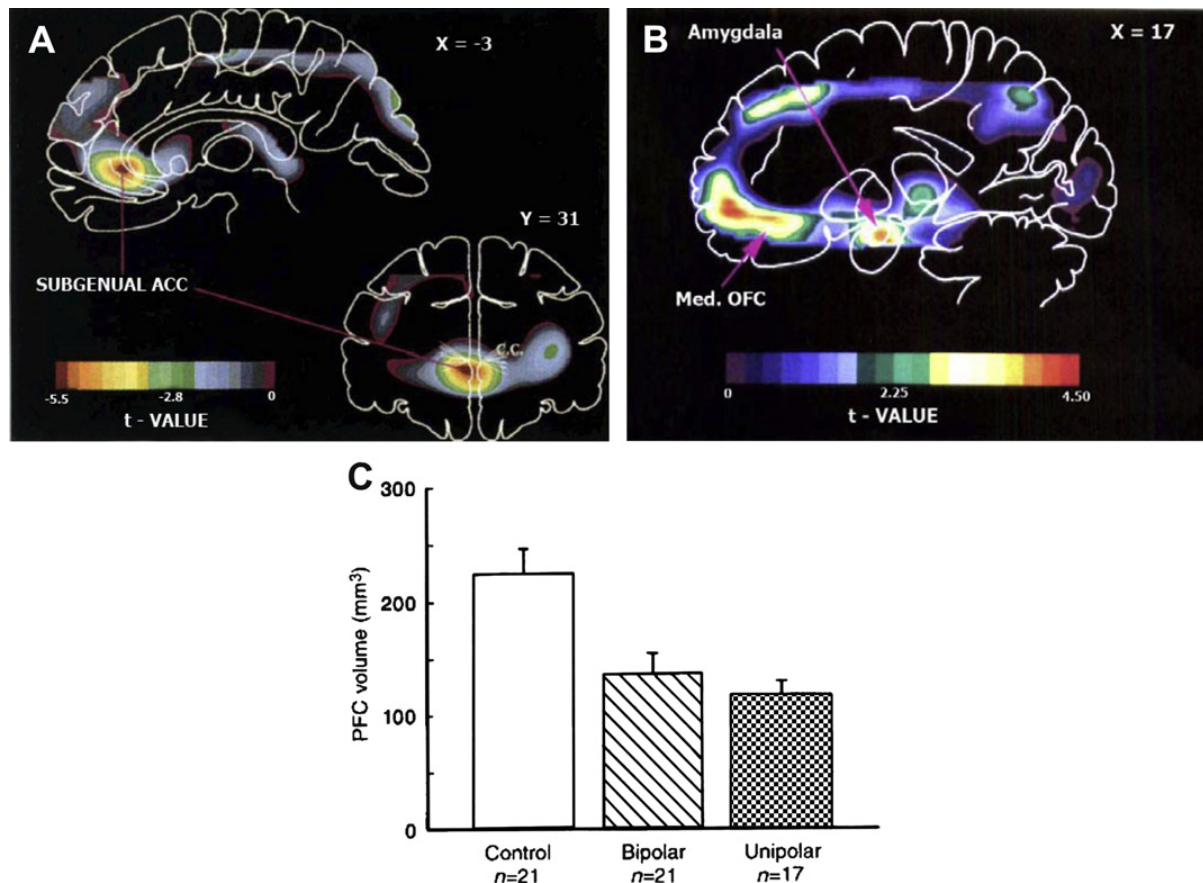 A
X = -3
Y = 31
SUBGENUAL ACC
C.C.
-5.5 -2.8 0
t - VALUE
B
Amygdala
X = 17
Med. OFC
0 2.25 4.50
t - VALUE
C
PFC volume (mm³)
300
200
100
0
Control Bipolar Unipolar
n=21 n=21 n=17